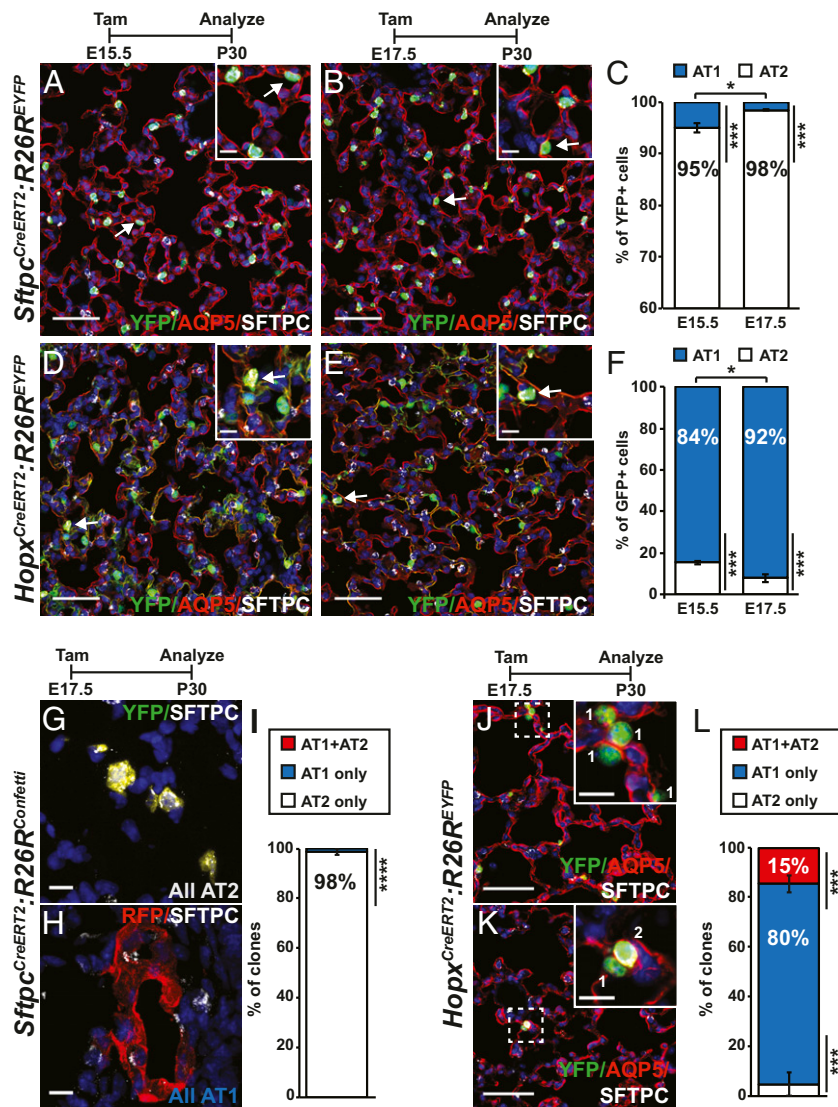 Tam Analyze
E15.5 P30
Tam Analyze
E17.5 P30
Sftpc^CreERT2;R26R^EYFP
A
YFP/AQP5/SFTPC
B
YFP/AQP5/SFTPC
C
AT1 AT2
*
***
***
% of YFP+ cells
100
90
80
70
60
95%
98%
E15.5 E17.5
Hopx^CreERT2;R26R^EYFP
D
YFP/AQP5/SFTPC
E
YFP/AQP5/SFTPC
F
AT1 AT2
*
% of GFP+ cells
100
80
60
40
20
0
84%
92%
***
***
E15.5 E17.5
Tam Analyze
E17.5 P30
Sftpc^CreERT2;R26R^Confetti
G
YFP/SFTPC
All AT2
H
RFP/SFTPC
All AT1
I
AT1+AT2
AT1 only
AT2 only
% of clones
100
80
60
40
20
0
98%
****
Tam Analyze
E17.5 P30
Hopx^CreERT2;R26R^EYFP
J
1
1
1
1
YFP/AQP5/
SFTPC
K
2
1
YFP/AQP5/
SFTPC
L
AT1+AT2
AT1 only
AT2 only
% of clones
100
80
60
40
20
0
15%
80%
***
***